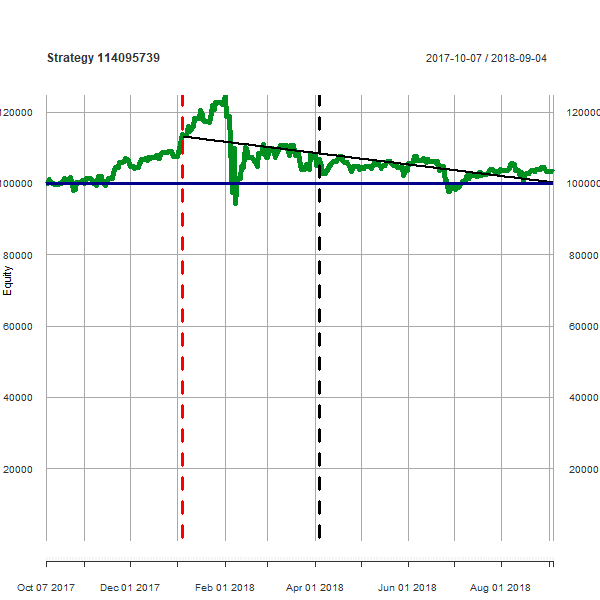 Strategy 114095739
2017-10-07 / 2018-09-04
120000
120000
100000
100000
80000
80000
60000
60000
40000
40000
20000
20000
Equity
Oct 07 2017
Dec 01 2017
Feb 01 2018
Apr 01 2018
Jun 01 2018
Aug 01 2018